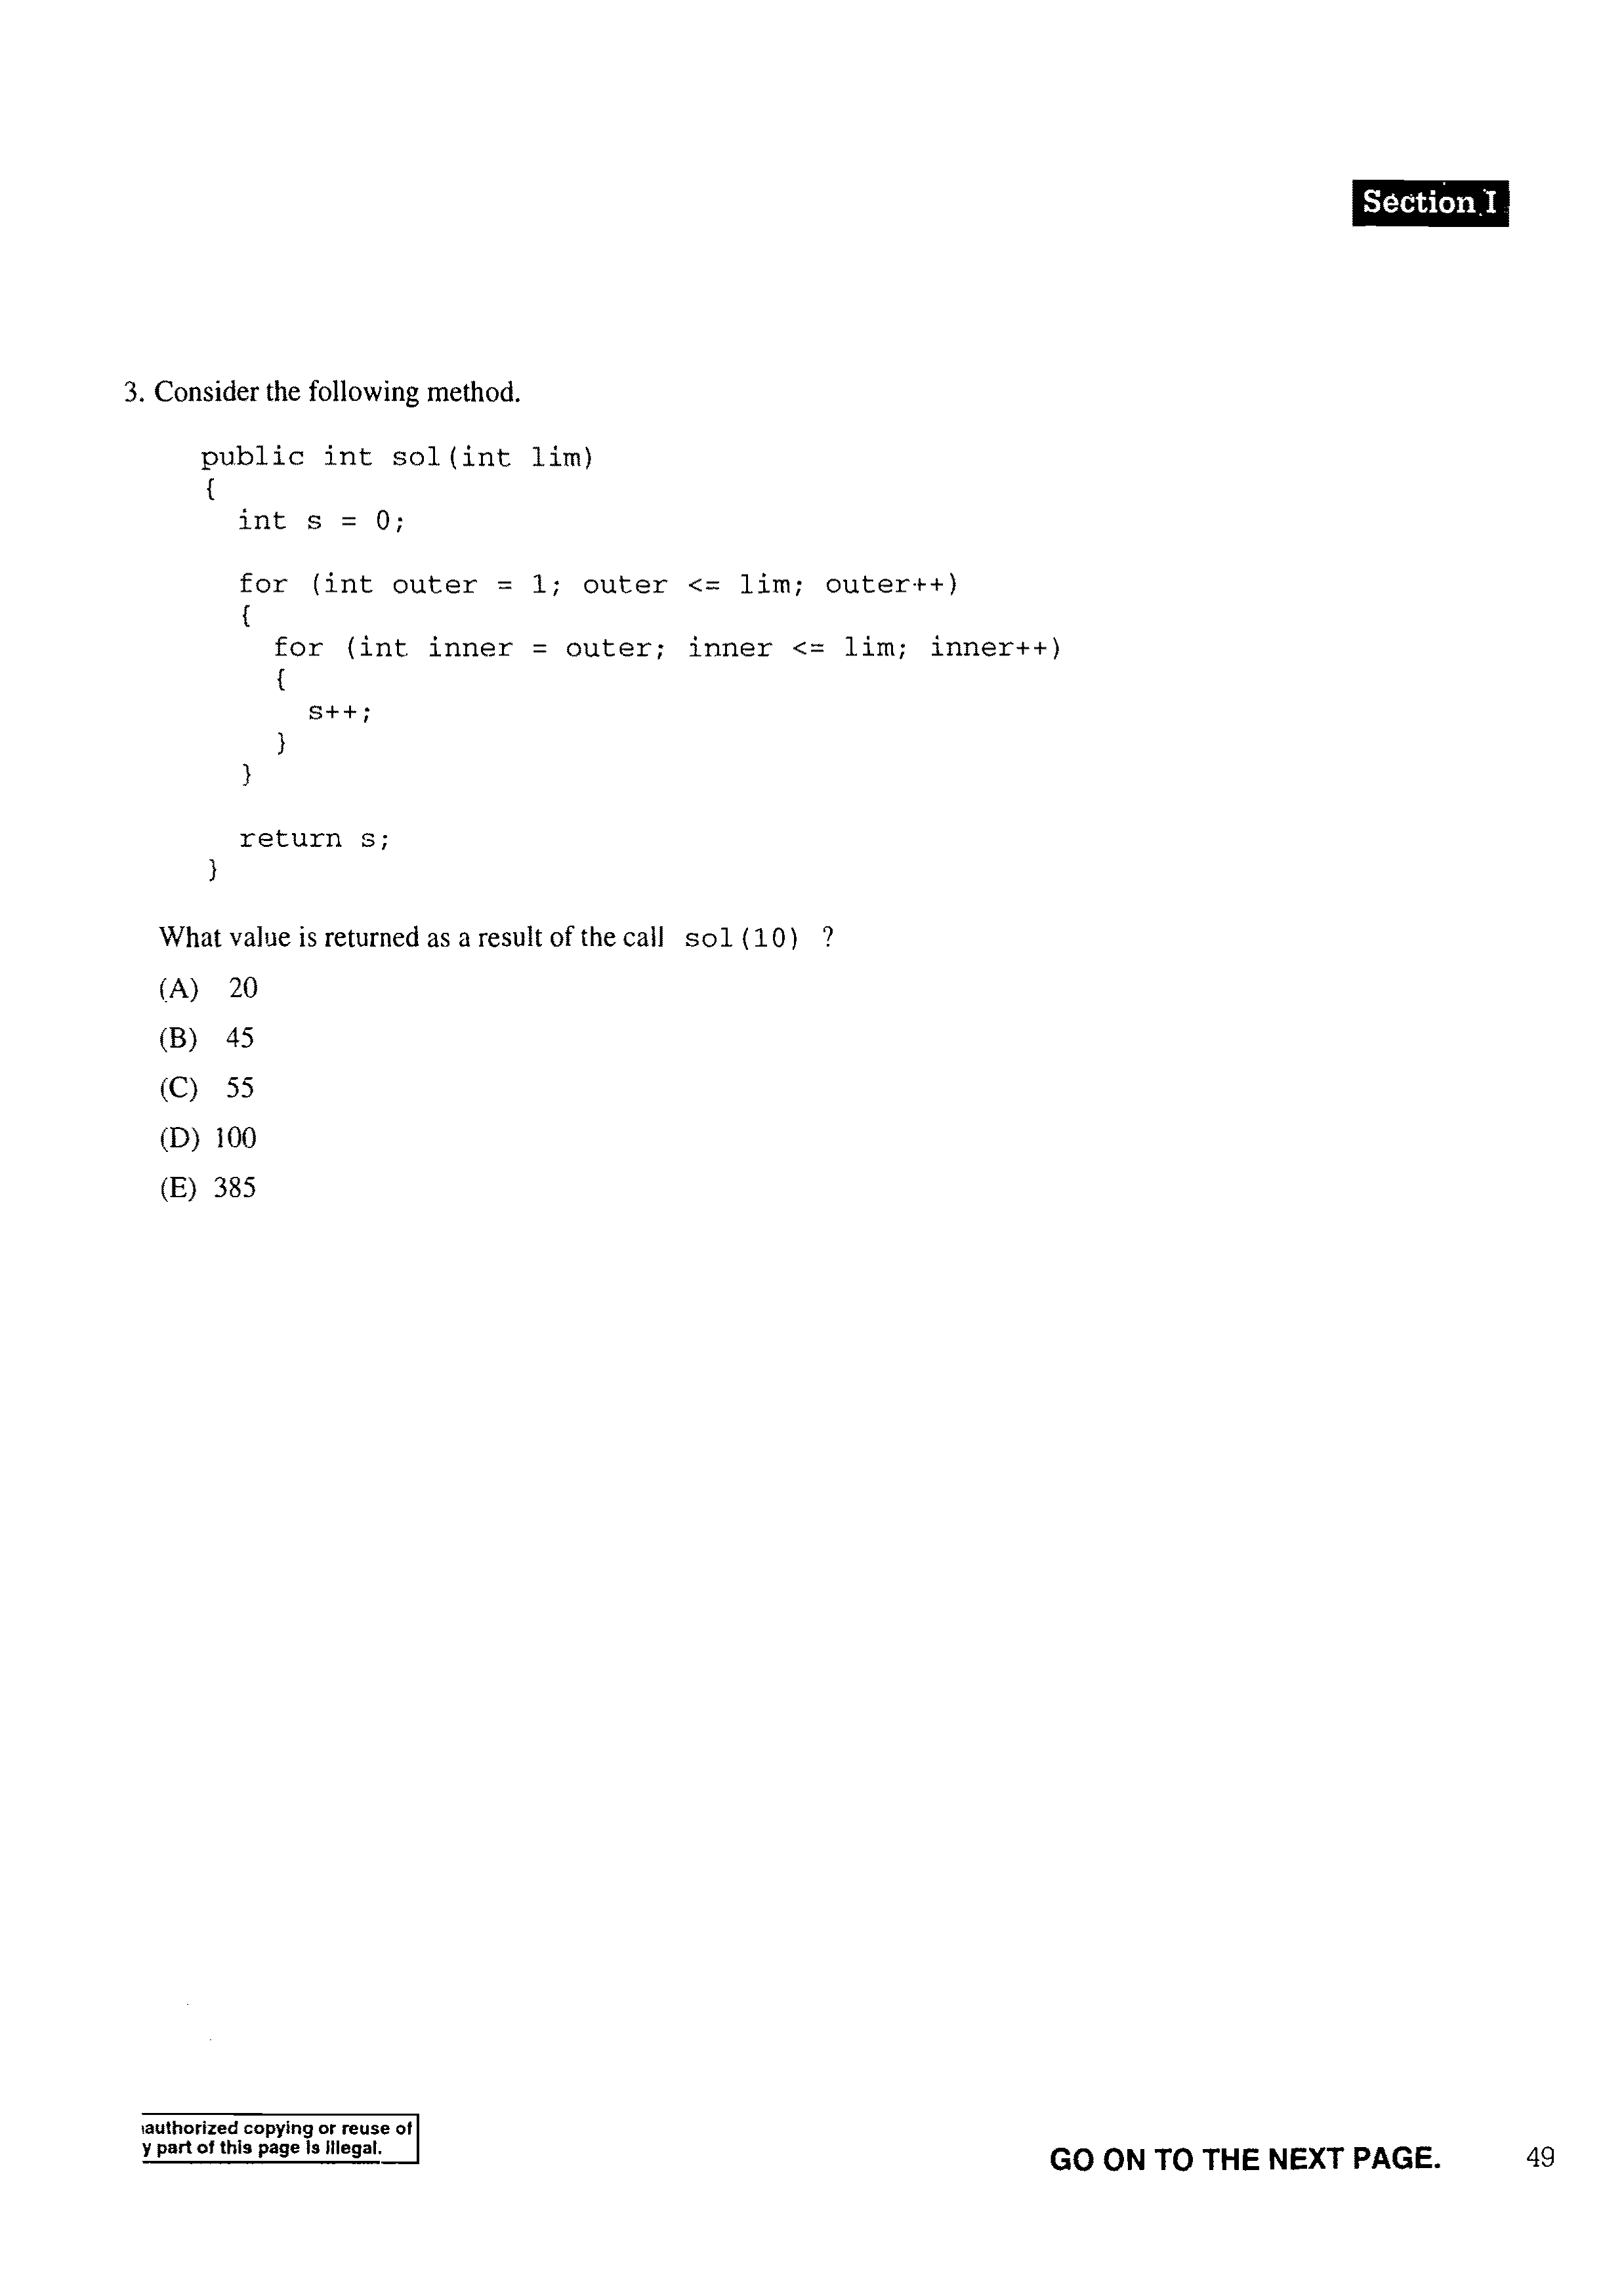 Section I
3. Consider the following method.
public int sol(int lim)
{
int s = 0;
for (int outer = 1; outer <= lim; outer++)
{
for (int inner = outer; inner <= lim; inner++)
{
s++;
}
}
return s;
}
What value is returned as a result of the call sol(10) ?
(A) 20
(B) 45
(C) 55
(D) 100
(E) 385
authorized copying or reuse of
y part of this page is illegal.
GO ON TO THE NEXT PAGE. 49